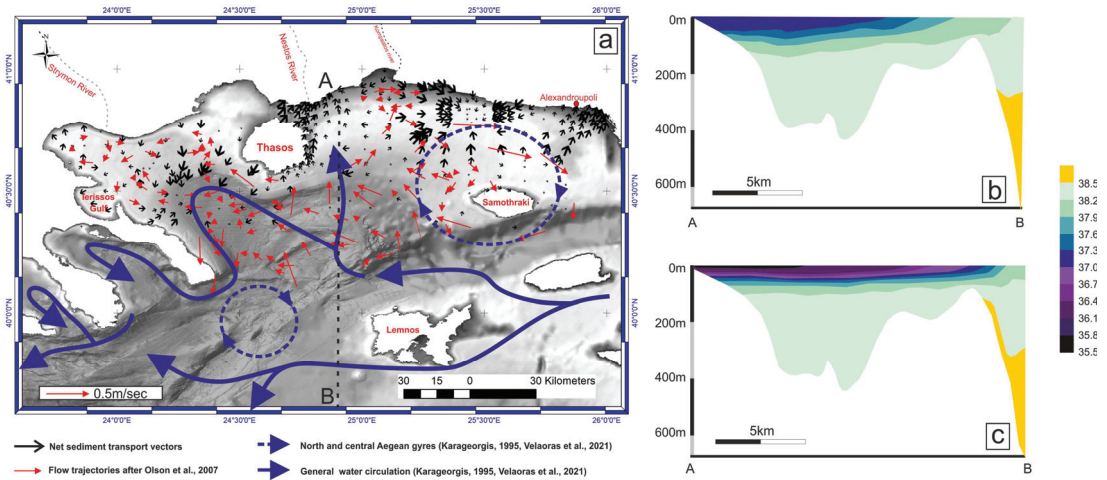 24°0'0"E 24°30'0"E 25°0'0"E 25°30'0"E 26°0'0"E
a
N
Strymon River
Nestos River
Kompsatos river
41°0'0"N
41°0'0"N
A
Alexandroupoli
Thasos
40°30'0"N
40°30'0"N
Ierissos
Gulf
Samothraki
40°0'0"N
40°0'0"N
Lemnos
30 15 0 30 Kilometers
0.5m/sec
B
24°0'0"E 24°30'0"E 25°0'0"E 25°30'0"E 26°0'0"E
Net sediment transport vectors
North and central Aegean gyres (Karageorgis, 1995, Velaoras et al., 2021)
Flow trajectories after Olson et al., 2007
General water circulation (Karageorgis, 1995, Velaoras et al., 2021)
0m
200m
400m
600m
5km
b
A B
0m
200m
400m
600m
5km
c
A B
38.5
38.2
37.9
37.6
37.3
36.7
36.4
36.1
35.8
35.5